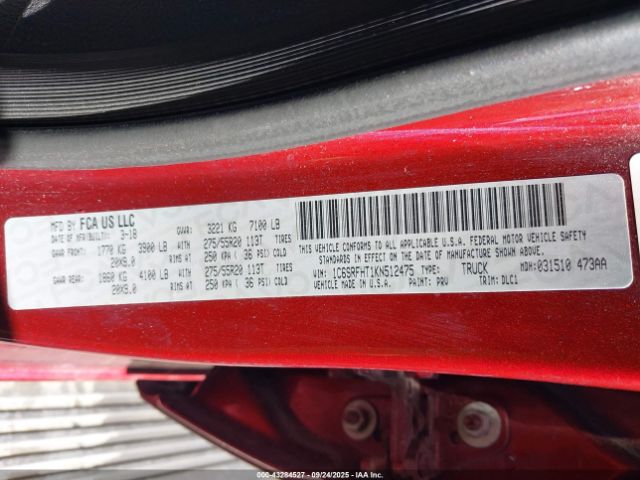 MFD BY FCA US LLC
DATE OF MFR/BUILT: 3-18 GVWR: 3221 KG 7100 LB
GAWR FRONT: 1770 KG 3900 LB WITH 275/55R20 113T TIRES
20X9.0 RIMS AT 250 KPA ( 36 PSI) COLD
GAWR REAR: 1860 KG 4100 LB WITH 275/55R20 113T TIRES
20X9.0 RIMS AT 250 KPA ( 36 PSI) COLD
THIS VEHICLE CONFORMS TO ALL APPLICABLE U.S.A. FEDERAL MOTOR VEHICLE SAFETY
STANDARDS IN EFFECT ON THE DATE OF MANUFACTURE SHOWN ABOVE.
VIN: 1C6SRFHT1KN512475 TYPE: TRUCK MDH: 031510 473AA
VEHICLE MADE IN U.S.A. PAINT: PRV TRIM: DLC1
000-43284527 - 09/24/2025 - Copart, Inc.